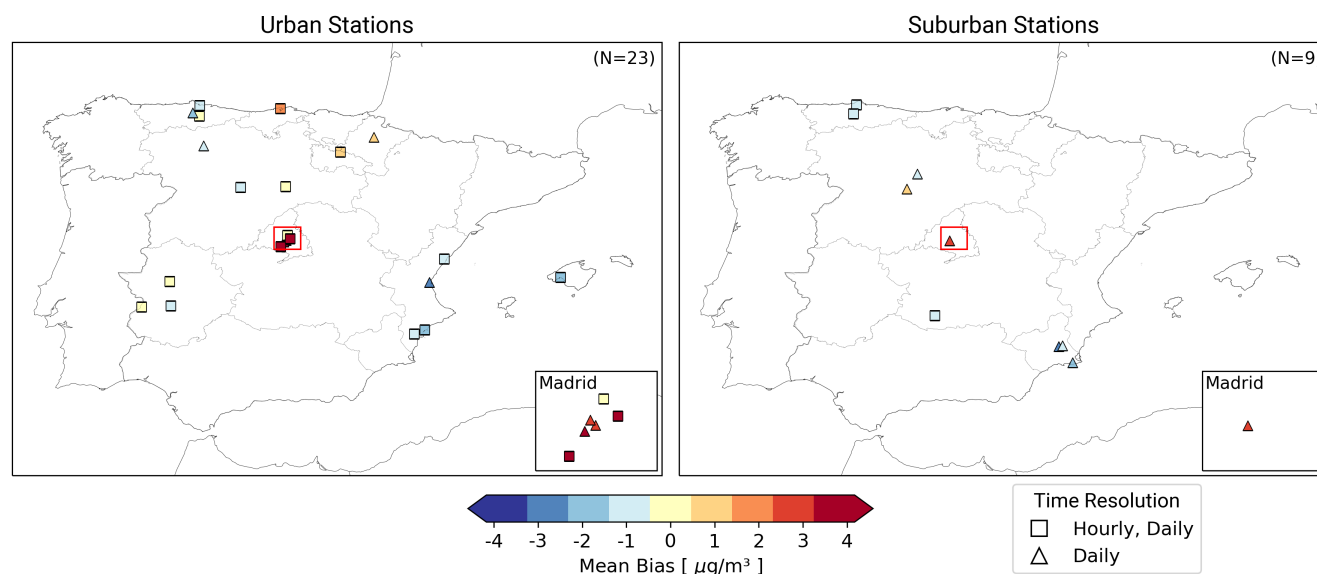 Urban Stations
Suburban Stations
(N=23)
(N=9
Madrid
Madrid
-4 -3 -2 -1 0 1 2 3 4
Mean Bias [ μg/m³ ]
Time Resolution
Hourly, Daily
Daily